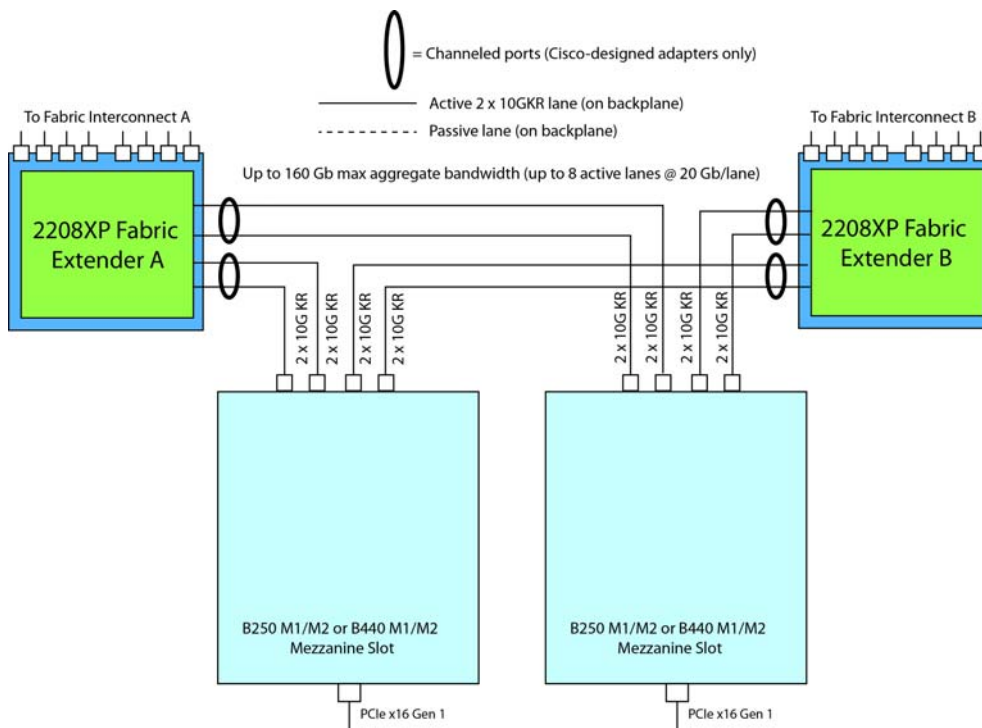 = Channeled ports (Cisco-designed adapters only)
Active 2 x 10GKR lane (on backplane)
Passive lane (on backplane)
To Fabric Interconnect A
To Fabric Interconnect B
Up to 160 Gb max aggregate bandwidth (up to 8 active lanes @ 20 Gb/lane)
2208XP Fabric
Extender A
2208XP Fabric
Extender B
2 x 10G KR
2 x 10G KR
2 x 10G KR
2 x 10G KR
2 x 10G KR
2 x 10G KR
2 x 10G KR
2 x 10G KR
B250 M1/M2 or B440 M1/M2
Mezzanine Slot
B250 M1/M2 or B440 M1/M2
Mezzanine Slot
PCIe x16 Gen 1
PCIe x16 Gen 1